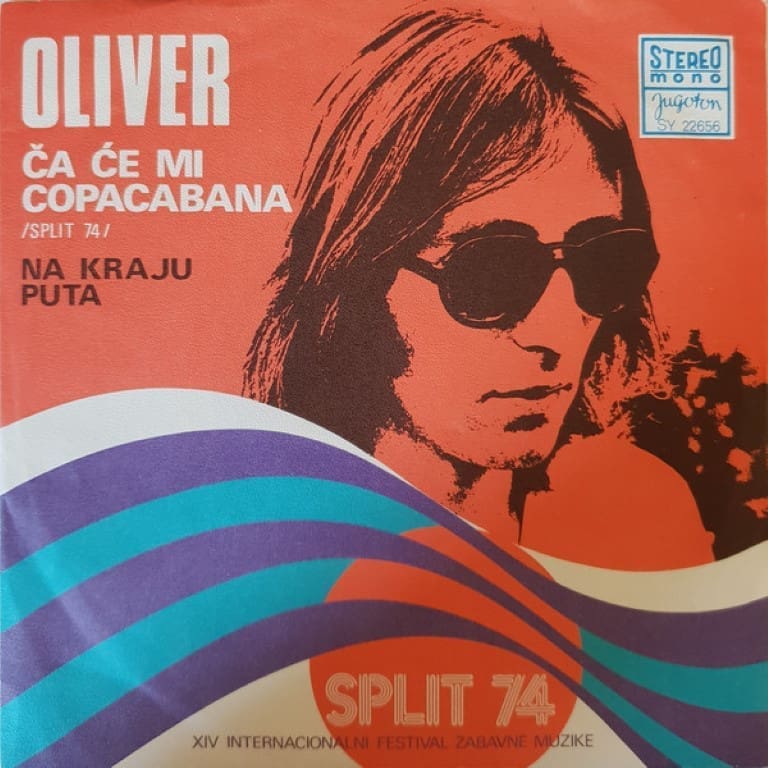 OLIVER
ČA ĆE MI
COPACABANA
/SPLIT 74/
NA KRAJU
PUTA
STEREO
mono
Jugoton
SY 22656
SPLIT 74
XIV INTERNACIONALNI FESTIVAL ZABAVNE MUZIKE